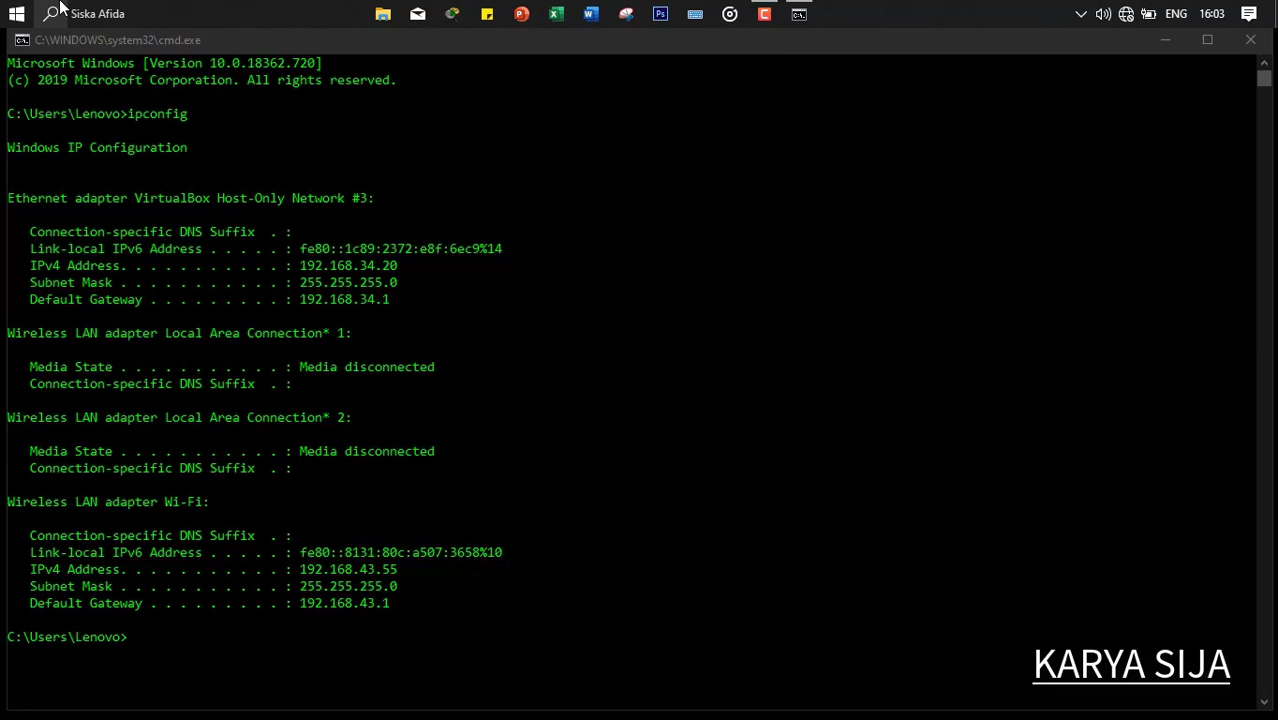 Siska Afida
ENG 16:03
C:\WINDOWS\system32\cmd.exe
Microsoft Windows [Version 10.0.18362.720]
(c) 2019 Microsoft Corporation. All rights reserved.
C:\Users\Lenovo>ipconfig
Windows IP Configuration
Ethernet adapter VirtualBox Host-Only Network #3:
Connection-specific DNS Suffix . :
Link-local IPv6 Address . . . . . : fe80::1c89:2372:e8f:6ec9%14
IPv4 Address. . . . . . . . . . . : 192.168.34.20
Subnet Mask . . . . . . . . . . . : 255.255.255.0
Default Gateway . . . . . . . . . : 192.168.34.1
Wireless LAN adapter Local Area Connection* 1:
Media State . . . . . . . . . . . : Media disconnected
Connection-specific DNS Suffix . :
Wireless LAN adapter Local Area Connection* 2:
Media State . . . . . . . . . . . : Media disconnected
Connection-specific DNS Suffix . :
Wireless LAN adapter Wi-Fi:
Connection-specific DNS Suffix . :
Link-local IPv6 Address . . . . . : fe80::8131:80c:a507:3658%10
IPv4 Address. . . . . . . . . . . : 192.168.43.55
Subnet Mask . . . . . . . . . . . : 255.255.255.0
Default Gateway . . . . . . . . . : 192.168.43.1
C:\Users\Lenovo>
KARYA SIJA